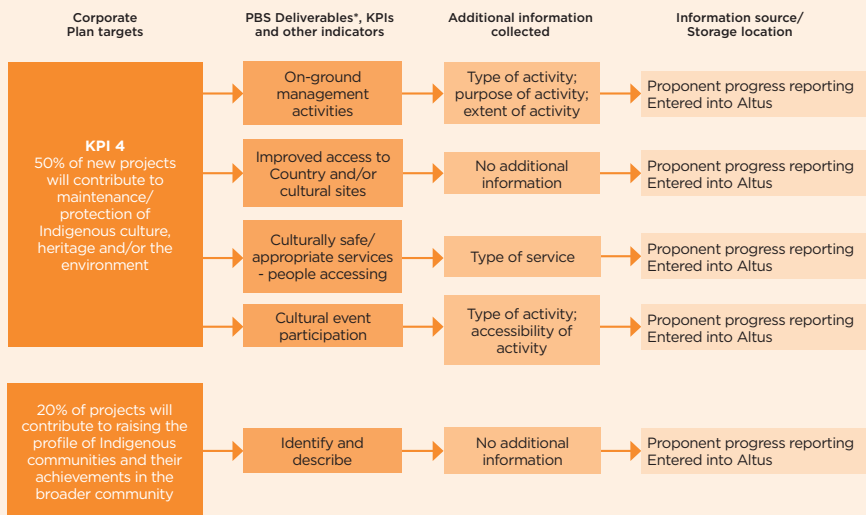 Corporate
Plan targets
PBS Deliverables*, KPIs
and other indicators
Additional information
collected
Information source/
Storage location
KPI 4
50% of new projects
will contribute to
maintenance/
protection of
Indigenous culture,
heritage and/or the
environment
On-ground
management
activities
Type of activity;
purpose of activity;
extent of activity
Proponent progress reporting
Entered into Altus
Improved access to
Country and/or
cultural sites
No additional
information
Proponent progress reporting
Entered into Altus
Culturally safe/
appropriate services
- people accessing
Type of service
Proponent progress reporting
Entered into Altus
Cultural event
participation
Type of activity;
accessibility of
activity
Proponent progress reporting
Entered into Altus
20% of projects will
contribute to raising the
profile of Indigenous
communities and their
achievements in the
broader community
Identify and
describe
No additional
information
Proponent progress reporting
Entered into Altus